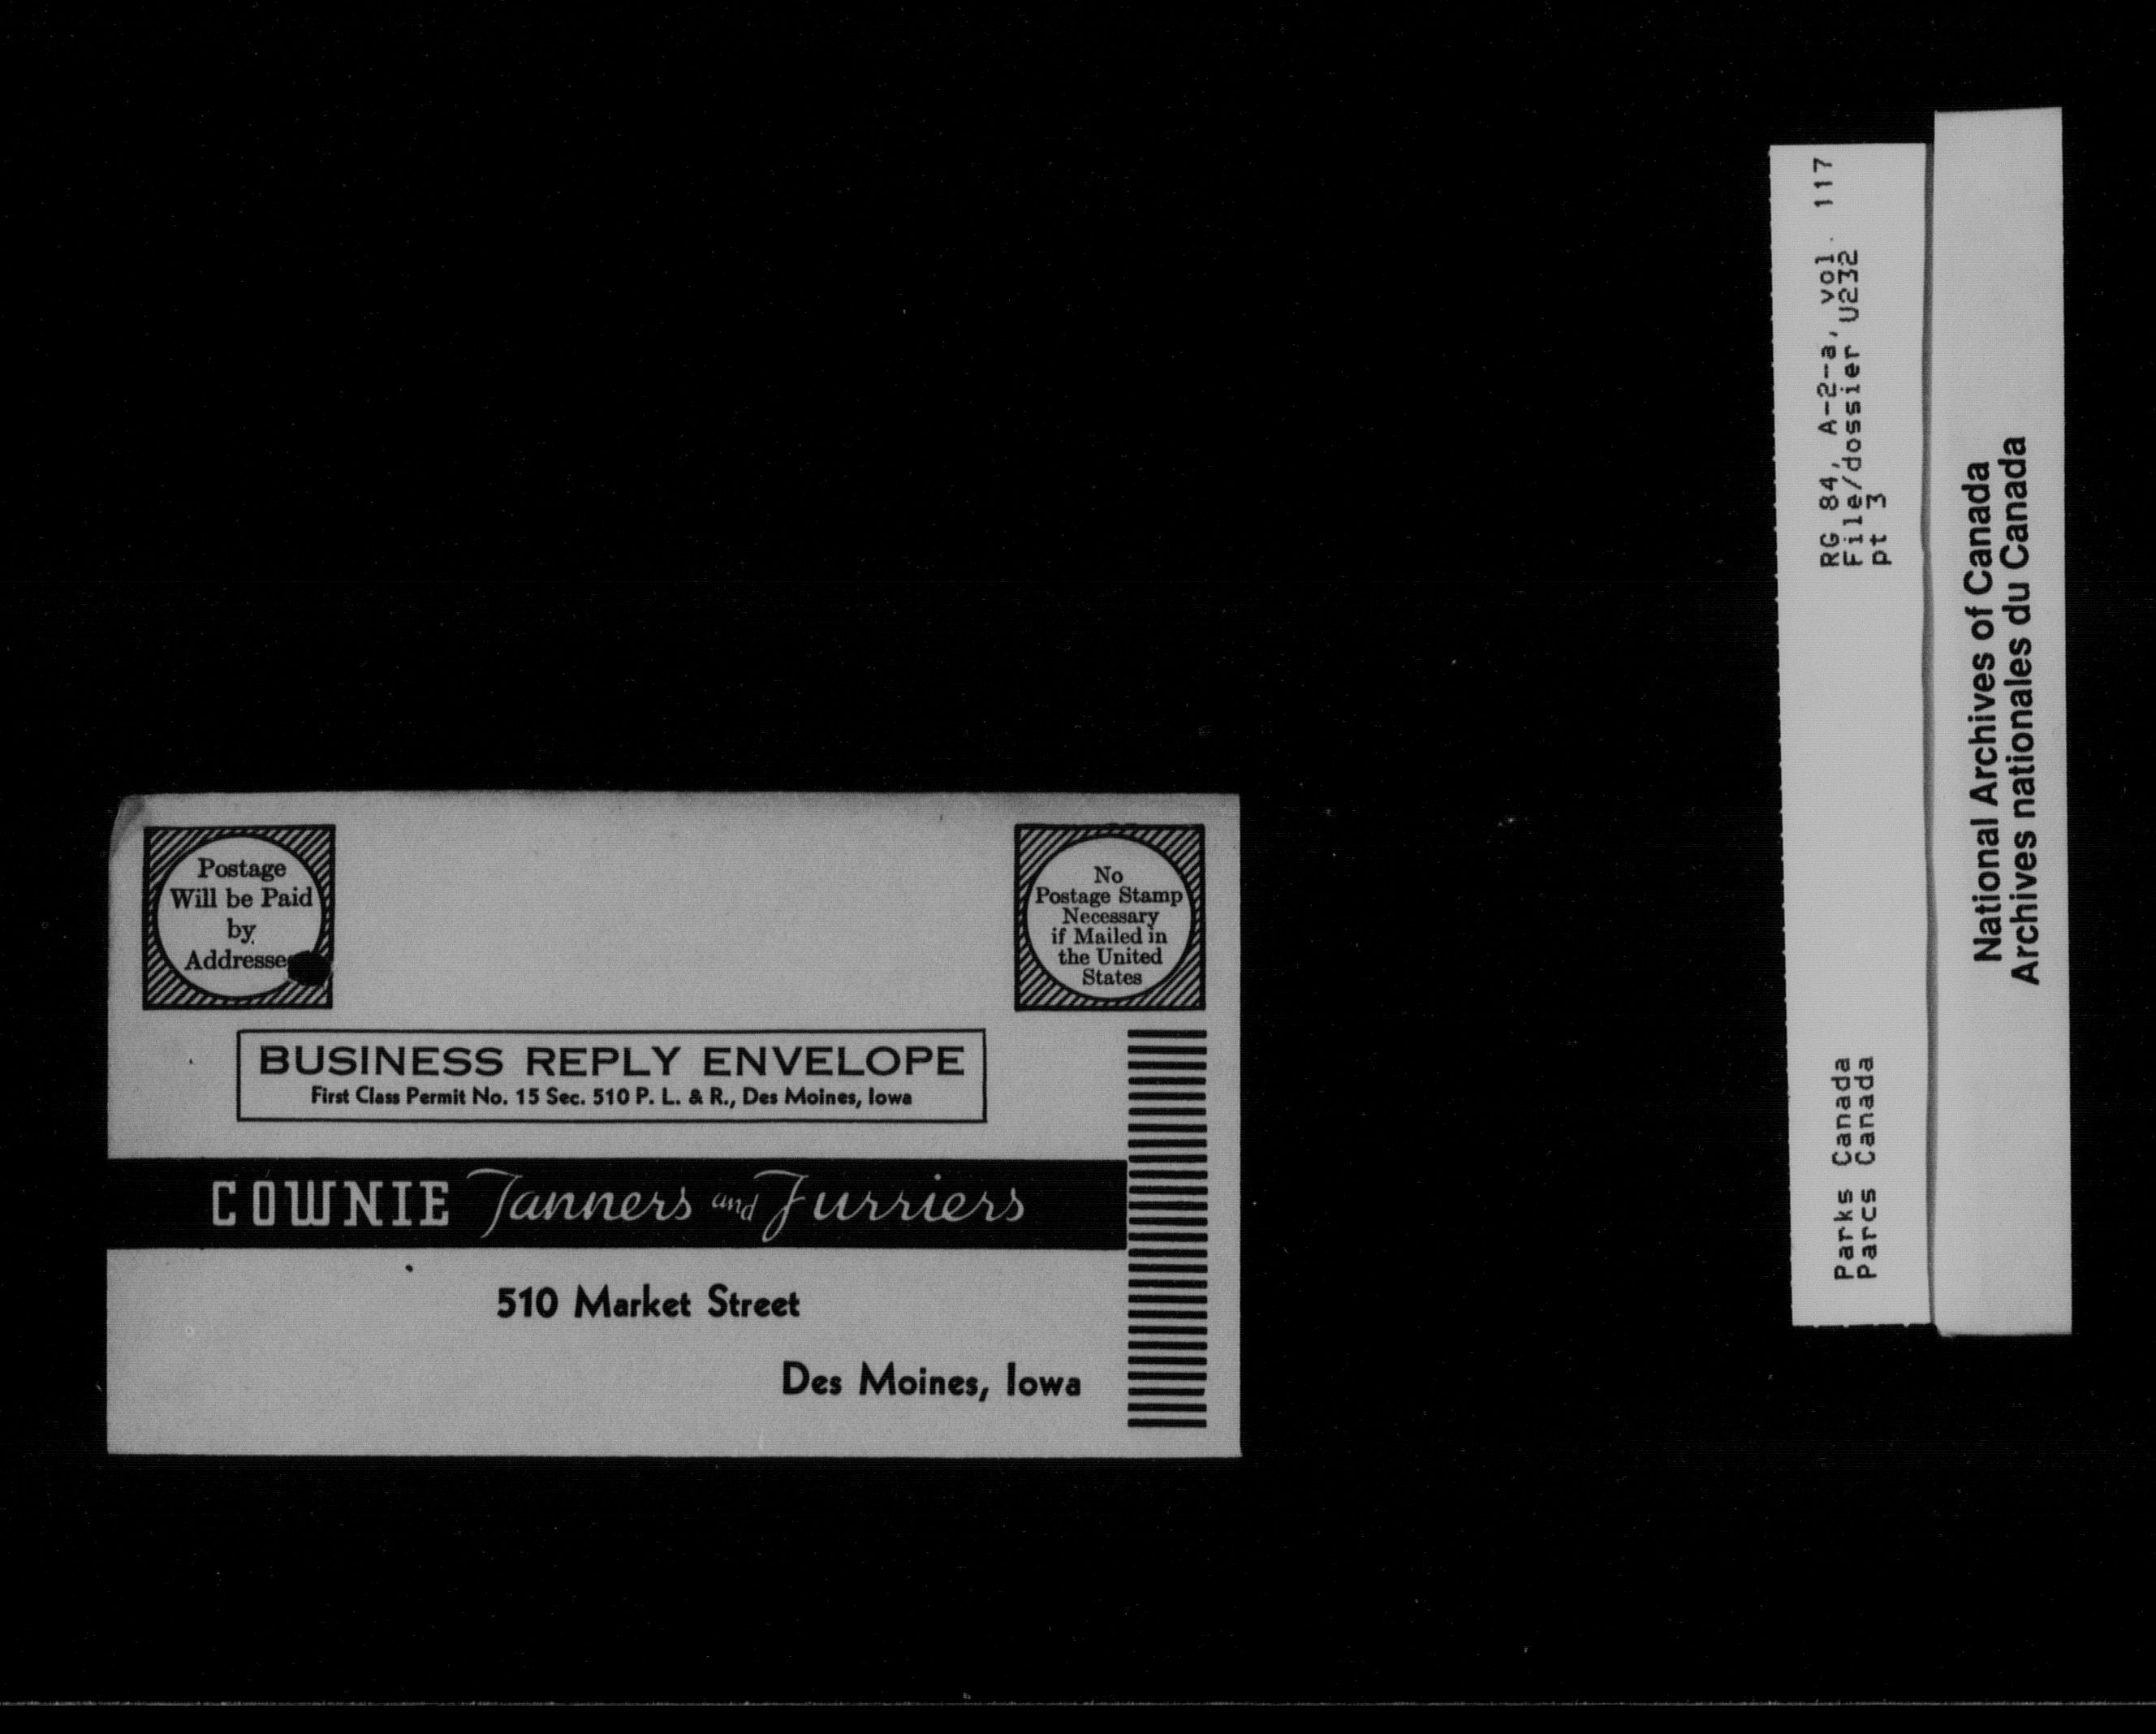 Postage
Will be Paid
by
Addresse
No
Postage Stamp
Necessary
if Mailed in
the United
States
BUSINESS REPLY ENVELOPE
First Class Permit No. 15 Sec. 510 P. L. & R., Des Moines, Iowa
COWNIE Tanners and Furriers
510 Market Street
Des Moines, Iowa
Parks Canada
Parcs Canada
RG 84, A-2-a, vol. 117
File/dossier U232
pt 3
National Archives of Canada
Archives nationales du Canada